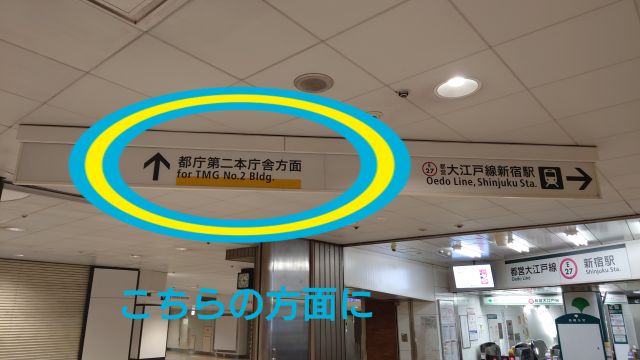 都庁第二本庁舎方面
for TMG No.2 Bldg.
E
27
都営
大江戸線新宿駅
Oedo Line, Shinjuku Sta.
都営大江戸線
Oedo Line
E
27
新宿駅
Shinjuku Sta.
こちらの方面に